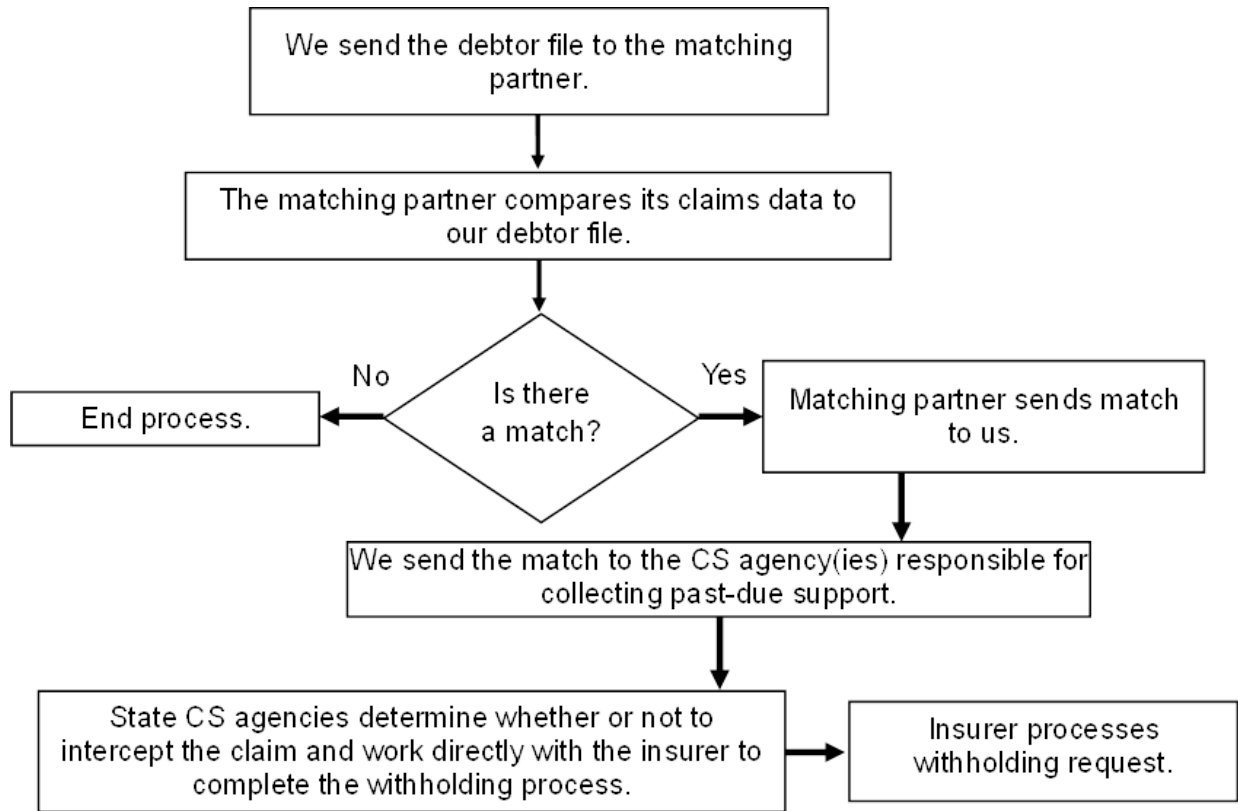 We send the debtor file to the matching
partner.
The matching partner compares its claims data to
our debtor file.
Is there
a match?
No
End process.
Yes
Matching partner sends match
to us.
We send the match to the CS agency(ies) responsible for
collecting past-due support.
State CS agencies determine whether or not to
intercept the claim and work directly with the insurer to
complete the withholding process.
Insurer processes
withholding request.